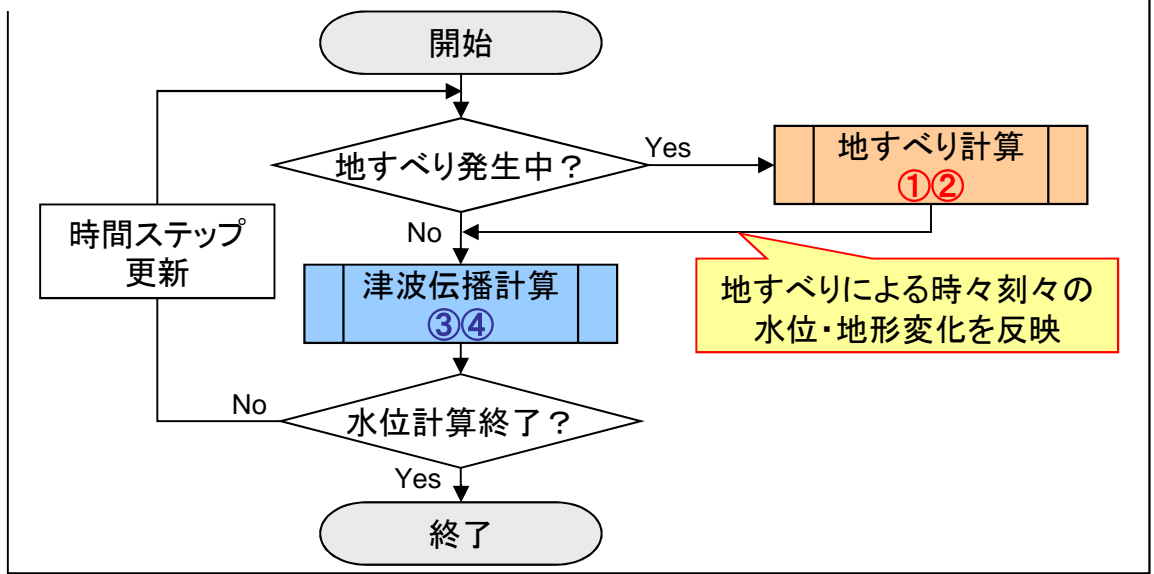 開始
地すべり発生中？
Yes
地すべり計算
①②
時間ステップ
更新
No
津波伝播計算
③④
地すべりによる時々刻々の
水位・地形変化を反映
No
水位計算終了？
Yes
終了